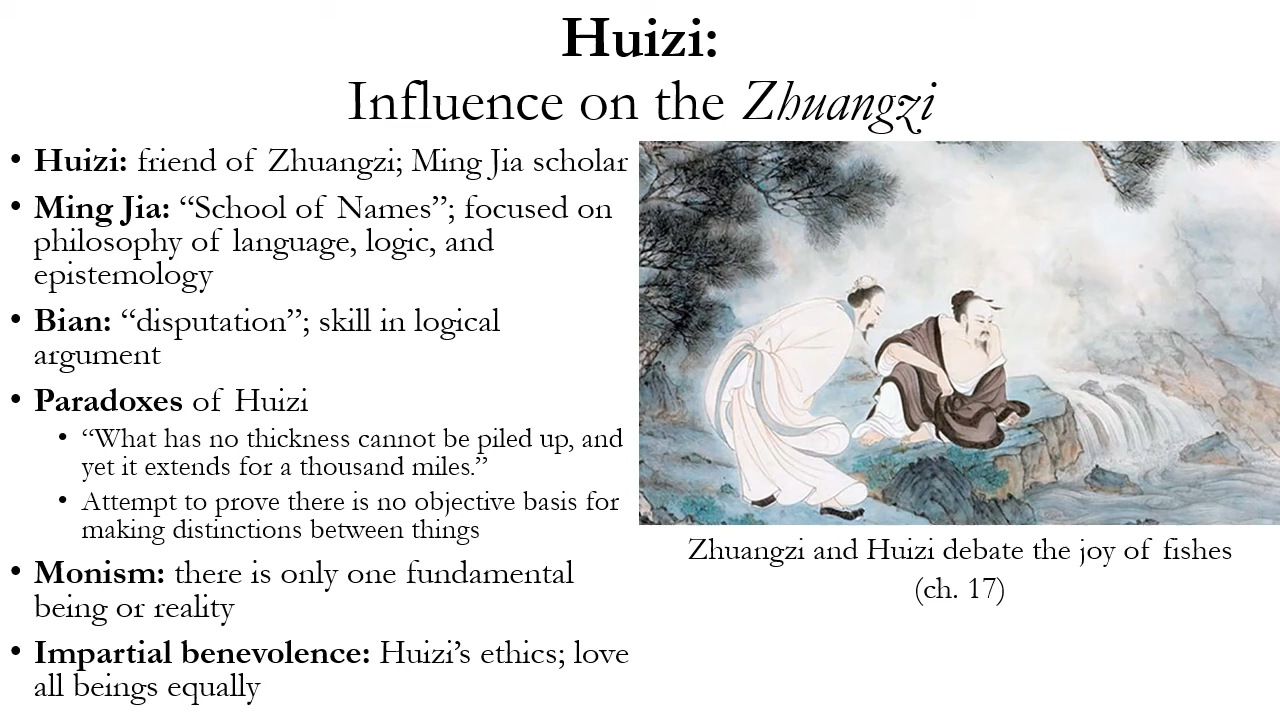 Huizi:
Influence on the Zhuangzi
• Huizi: friend of Zhuangzi; Ming Jia scholar
• Ming Jia: “School of Names”; focused on
philosophy of language, logic, and
epistemology
• Bian: “disputation”; skill in logical
argument
• Paradoxes of Huizi
• “What has no thickness cannot be piled up, and
yet it extends for a thousand miles.”
• Attempt to prove there is no objective basis for
making distinctions between things
• Monism: there is only one fundamental
being or reality
• Impartial benevolence: Huizi’s ethics; love
all beings equally
Zhuangzi and Huizi debate the joy of fishes
(ch. 17)